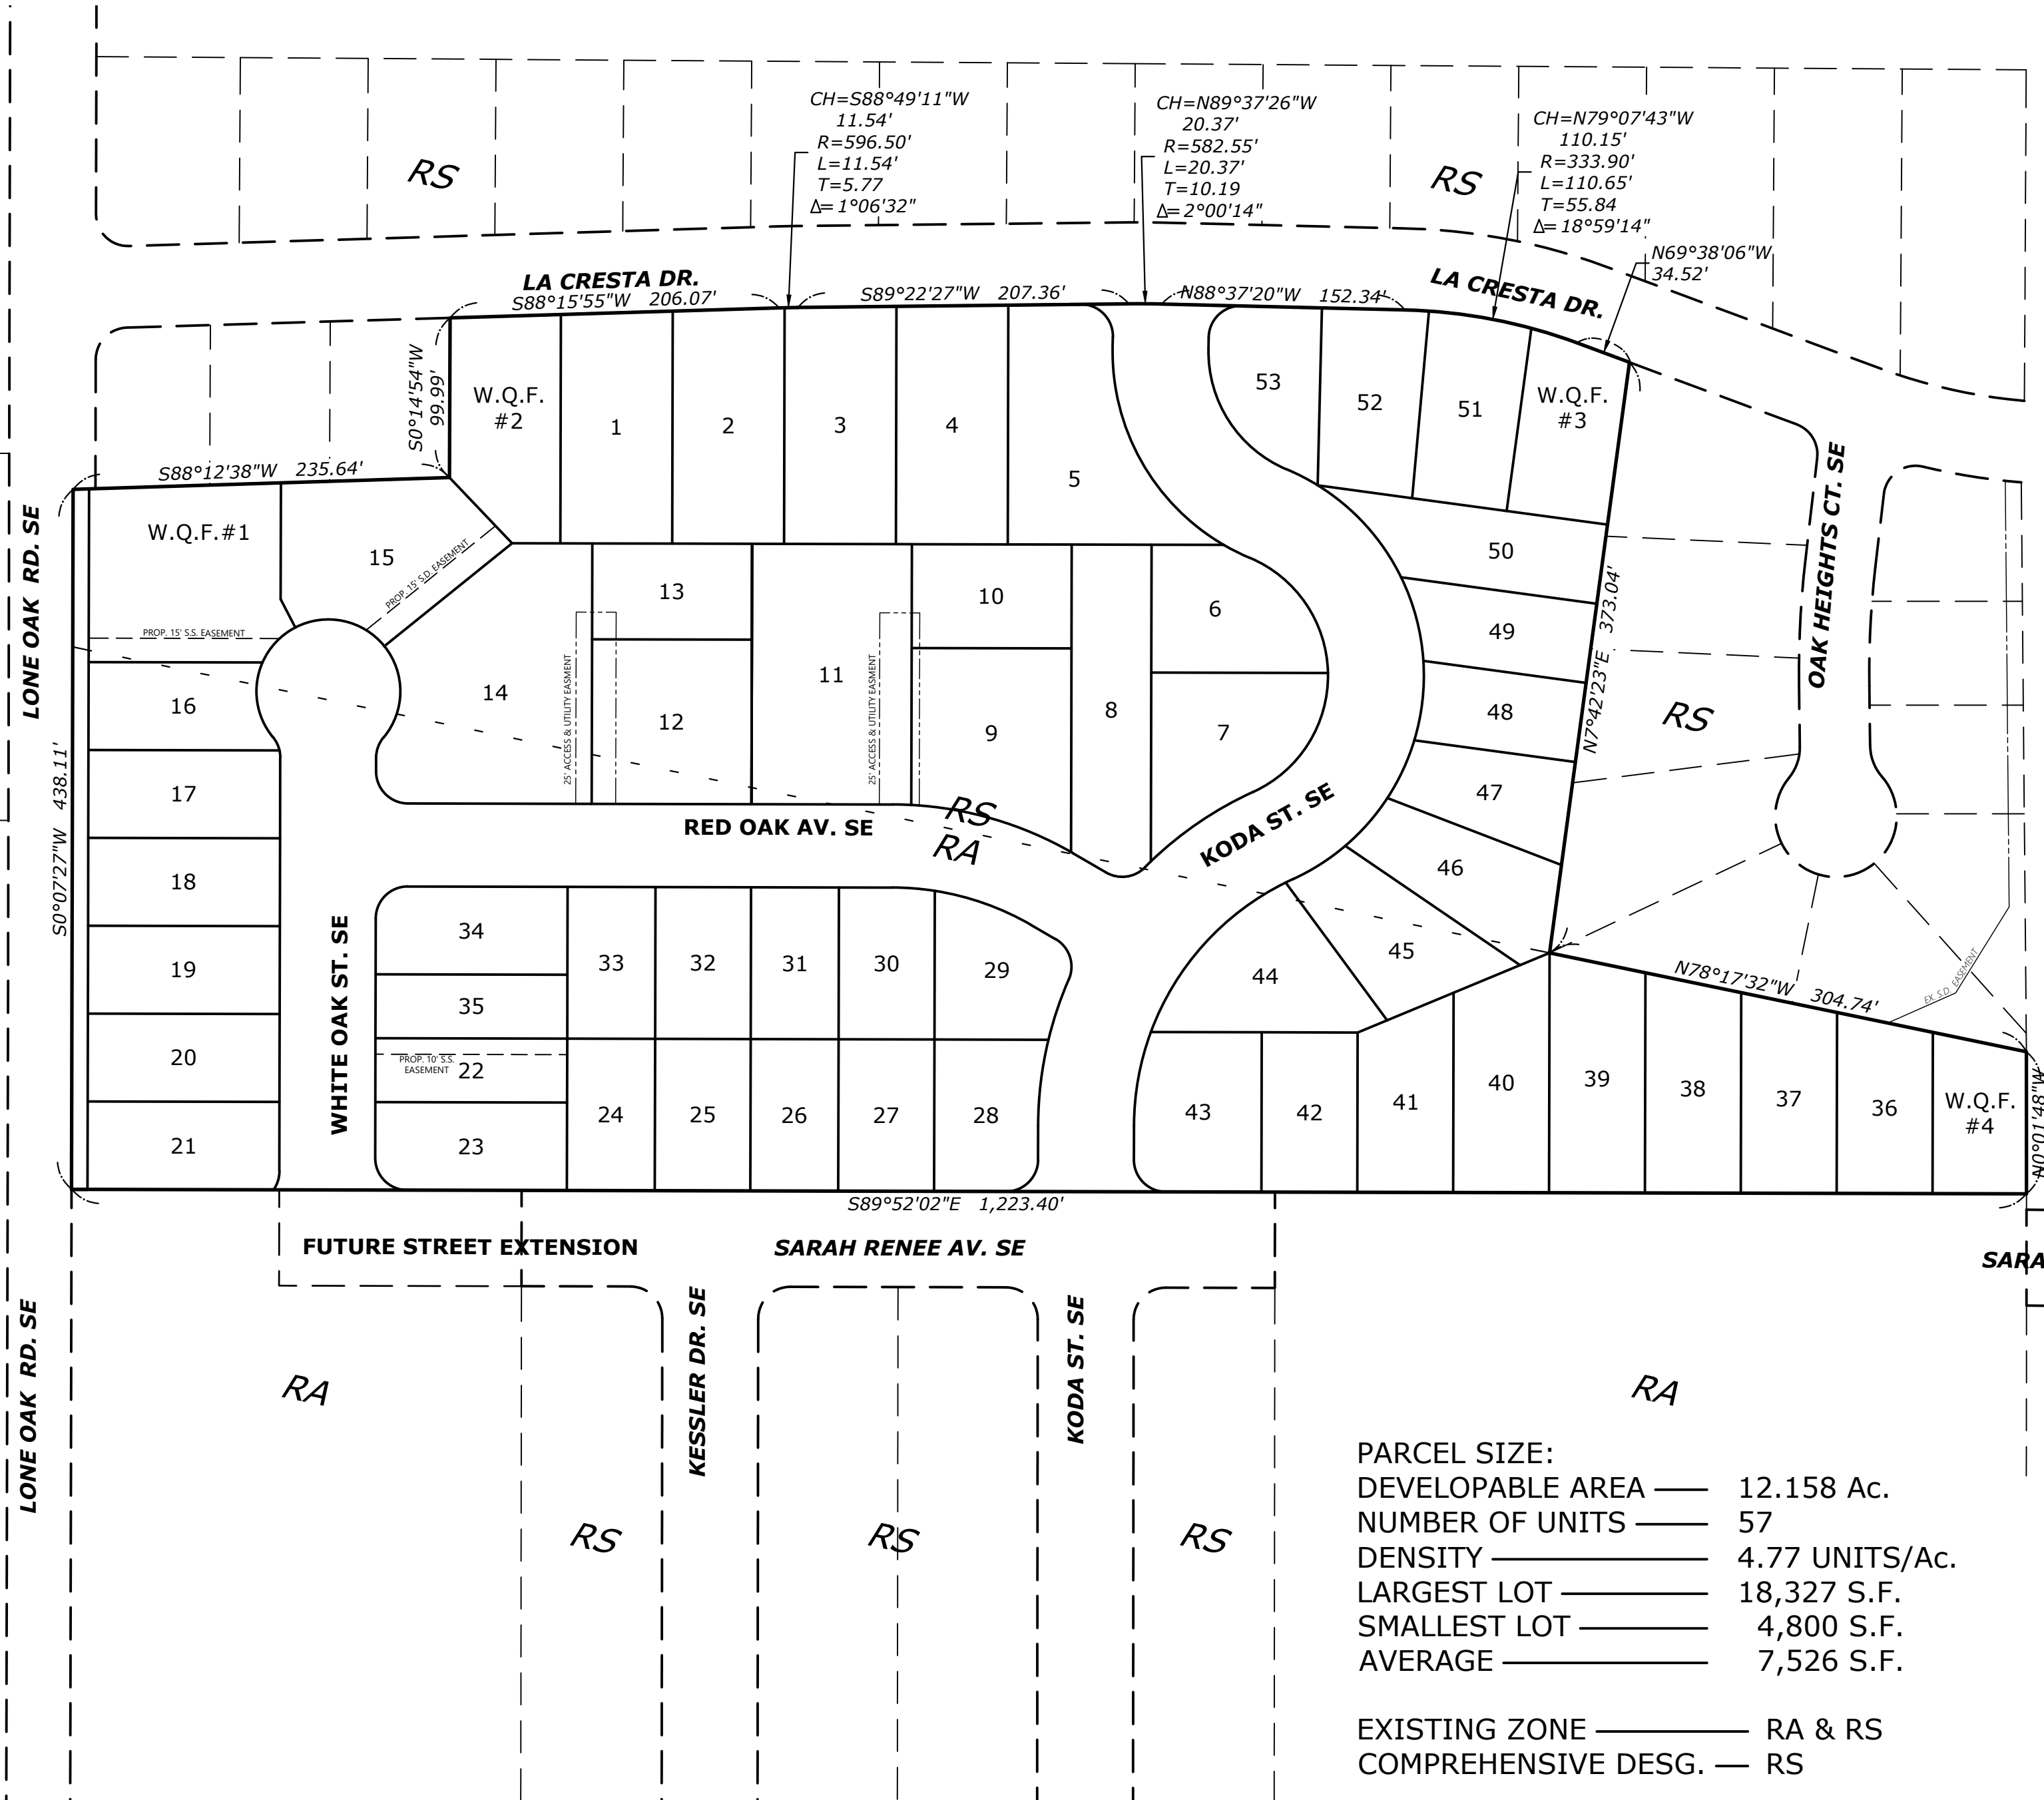 CH=S88°49'11"W
11.54'
R=596.50'
L=11.54'
T=5.77
Δ=1°06'32"
CH=N89°37'26"W
20.37'
R=582.55'
L=20.37'
T=10.19
Δ=2°00'14"
CH=N79°07'43"W
110.15'
R=333.90'
L=110.65'
T=55.84
Δ=18°59'14"
RS
RS
N69°38'06"W
34.52'
LA CRESTA DR.
LA CRESTA DR.
S88°15'55"W 206.07'
S89°22'27"W 207.36'
N88°37'20"W 152.34'
S0°14'54"W
99.99'
W.Q.F.
#2
1
2
3
4
5
53
52
51
W.Q.F.
#3
S88°12'38"W 235.64'
W.Q.F.#1
15
PROP. 15' S.D. EASEMENT
PROP. 15' S.S. EASEMENT
LONE OAK RD. SE
OAK HEIGHTS CT. SE
13
10
6
50
49
48
47
46
45
44
N7°42'23"E 373.04'
RS
14
12
11
9
8
7
25' ACCESS & UTILITY EASMENT
25' ACCESS & UTILITY EASMENT
16
17
18
19
20
21
S0°07'27"W 438.11'
RED OAK AV. SE
RS
RA
KODA ST. SE
WHITE OAK ST. SE
34
35
PROP. 10' S.S.
EASEMENT
22
23
33
32
31
30
29
24
25
26
27
28
43
42
41
40
39
38
37
36
W.Q.F.
#4
N78°17'32"W 304.74'
EX. S.D. EASEMENT
N0°01'48"W
S89°52'02"E 1,223.40'
FUTURE STREET EXTENSION
SARAH RENEE AV. SE
SARA
LONE OAK RD. SE
KESSLER DR. SE
KODA ST. SE
RA
RA
RS
RS
RS
PARCEL SIZE:
DEVELOPABLE AREA 12.158 Ac.
NUMBER OF UNITS 57
DENSITY 4.77 UNITS/Ac.
LARGEST LOT 18,327 S.F.
SMALLEST LOT 4,800 S.F.
AVERAGE 7,526 S.F.
EXISTING ZONE RA & RS
COMPREHENSIVE DESG. RS